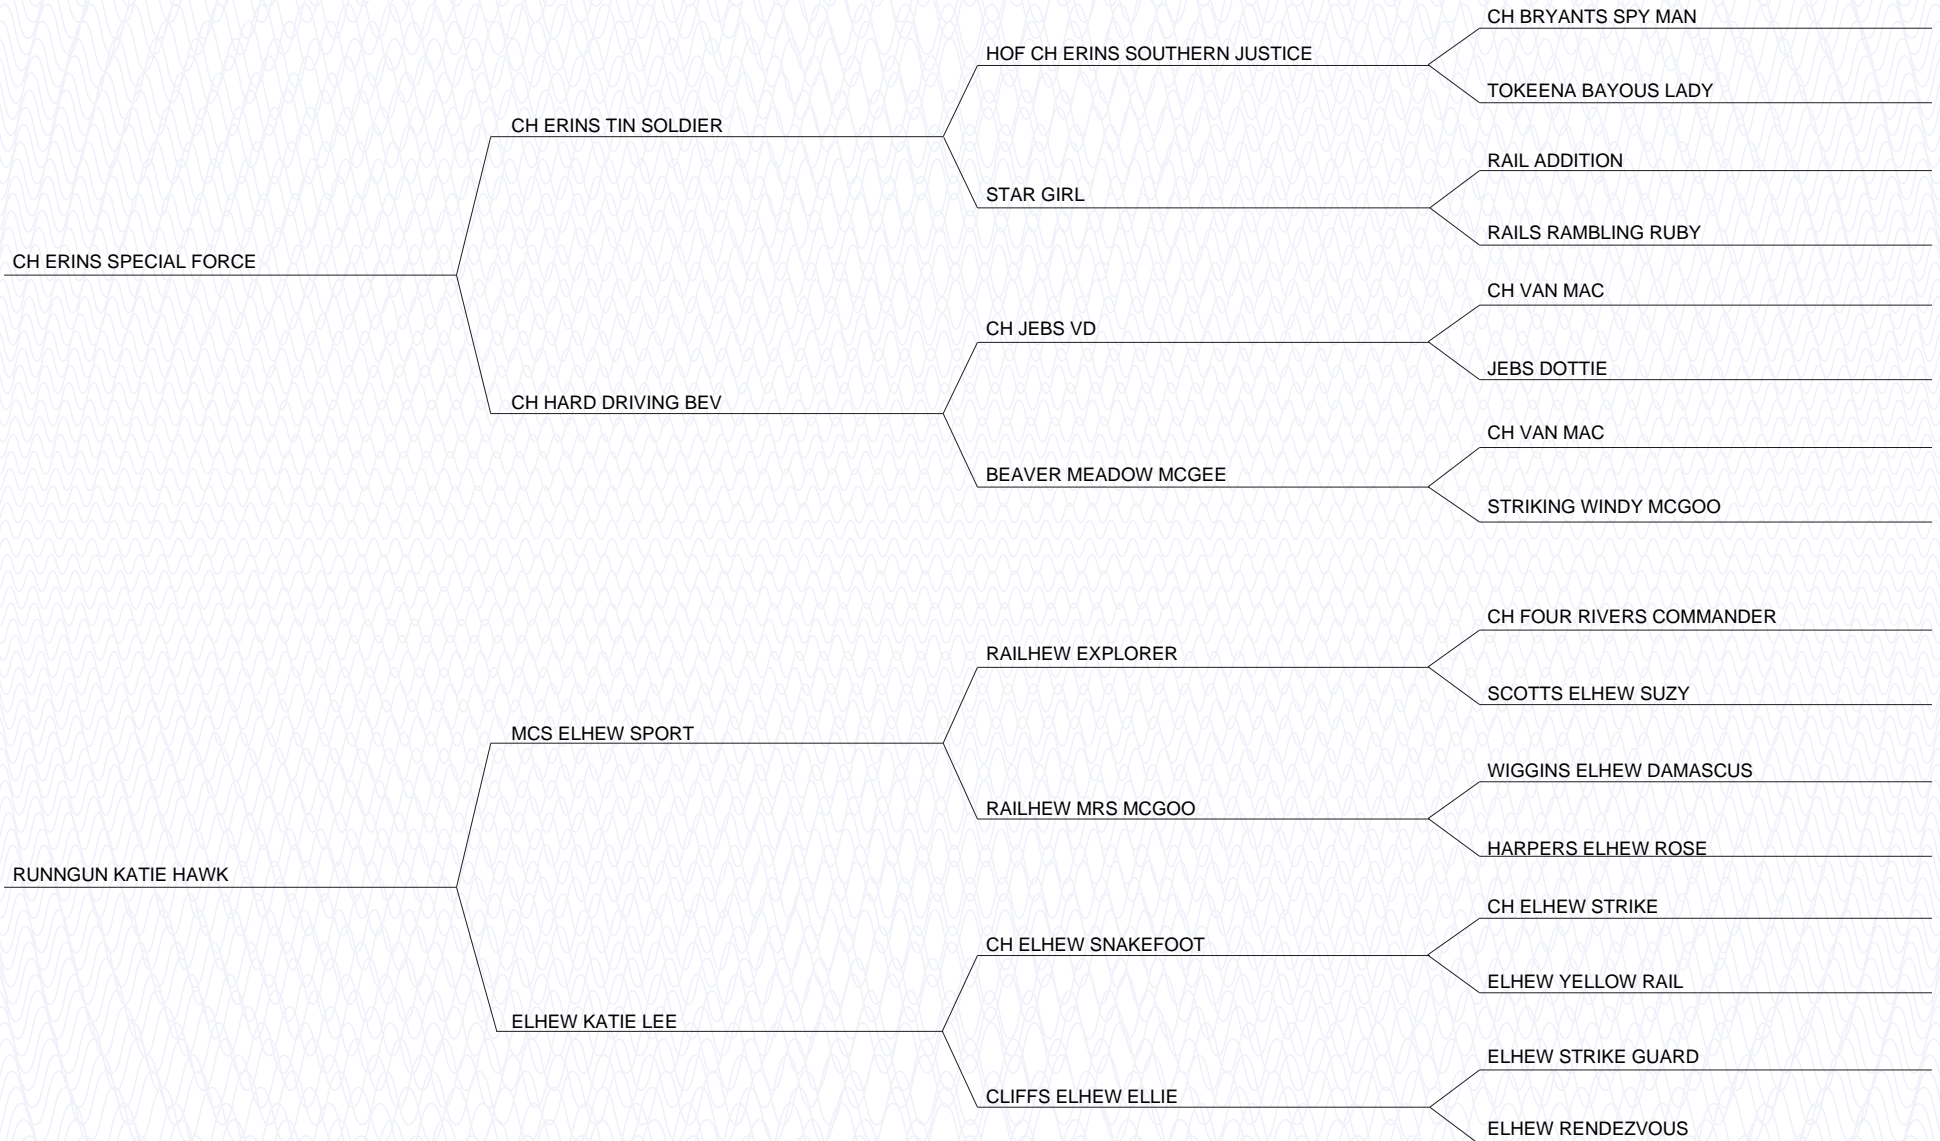 CH BRYANTS SPY MAN
HOF CH ERINS SOUTHERN JUSTICE
TOKEENA BAYOUS LADY
CH ERINS TIN SOLDIER
RAIL ADDITION
STAR GIRL
RAILS RAMBLING RUBY
CH ERINS SPECIAL FORCE
CH VAN MAC
CH JEBS VD
JEBS DOTTIE
CH HARD DRIVING BEV
CH VAN MAC
BEAVER MEADOW MCGEE
STRIKING WINDY MCGOO
CH FOUR RIVERS COMMANDER
RAILHEW EXPLORER
SCOTTS ELHEW SUZY
MCS ELHEW SPORT
WIGGINS ELHEW DAMASCUS
RAILHEW MRS MCGOO
HARPERS ELHEW ROSE
RUNNGUN KATIE HAWK
CH ELHEW STRIKE
CH ELHEW SNAKEFOOT
ELHEW YELLOW RAIL
ELHEW KATIE LEE
ELHEW STRIKE GUARD
CLIFFS ELHEW ELLIE
ELHEW RENDEZVOUS